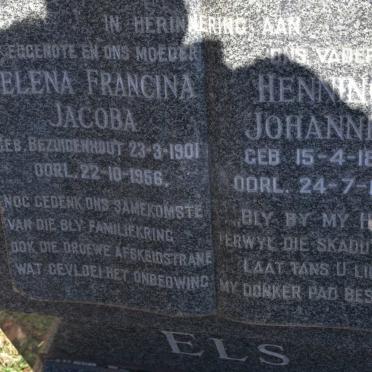 IN HERINNERING AAN
EGGENOTE EN ONS MOEDER
ELENA FRANCINA
JACOBA
GEB. BEZUIDENHOUT 23-3-1901
OORL. 22-10-1956.
NOG GEDENK ONS SAMEKOMSTE
VAN DIE BLY FAMILIEKRING
OOK DIE DROEWE AFSKEIDSTRANE
WAT GEVLOEI HET ONBEDWING
ONS VADER
HENNING
JOHANNE
GEB 15-4-18
OORL. 24-7-1
BLY BY MY H
TERWYL DIE SKADU
LAAT TANS U LI
MY DONKER PAD BES
ELS